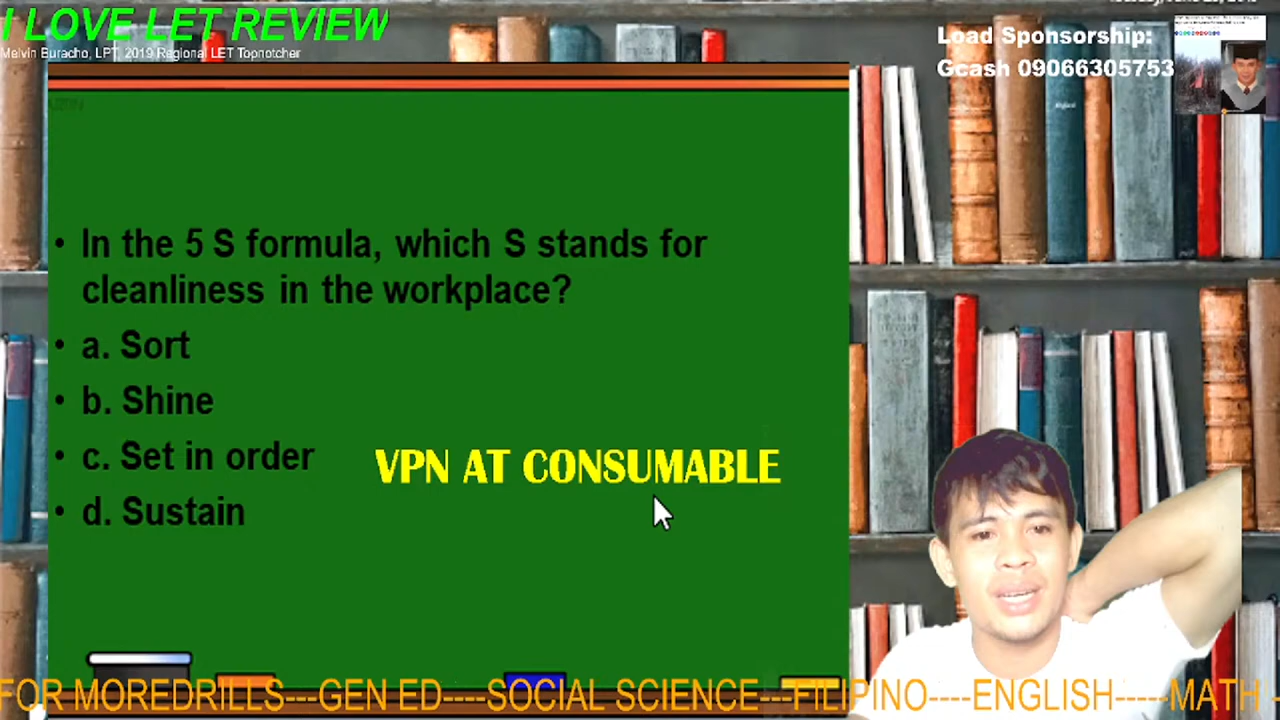 I LOVE LET REVIEW
Melvin Buracho, LPT, 2019 Regional LET Topnotcher
Load Sponsorship:
Gcash 09066305753
• In the 5 S formula, which S stands for
cleanliness in the workplace?
• a. Sort
• b. Shine
• c. Set in order
• d. Sustain
VPN AT CONSUMABLE
FOR MOREDRILLS---GEN ED----SOCIAL SCIENCE---FILIPINO----ENGLISH-----MATH